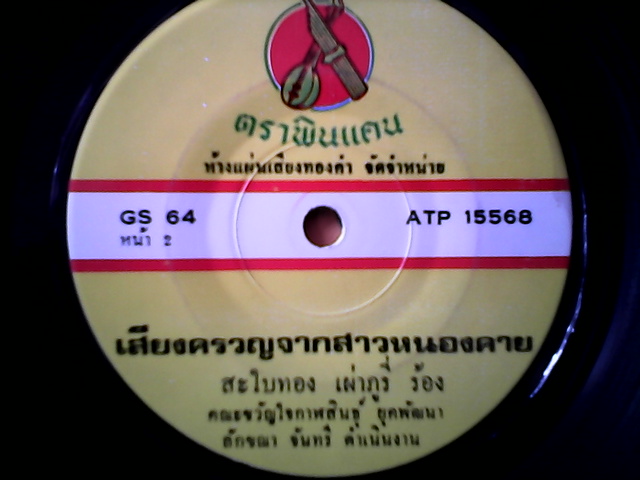 ตราพิณแคน
ห้างแผ่นเสียงทองคำ จัดจำหน่าย
GS 64
ATP 15568
หน้า 2
เสียงครวญจากสาวหนองคาย
สะใบทอง เผ่าภูรี่ ร้อง
คณะขวัญใจกาฬสินธุ์ ยุคพัฒนา
ลักขณา จันทรี ดำเนินงาน